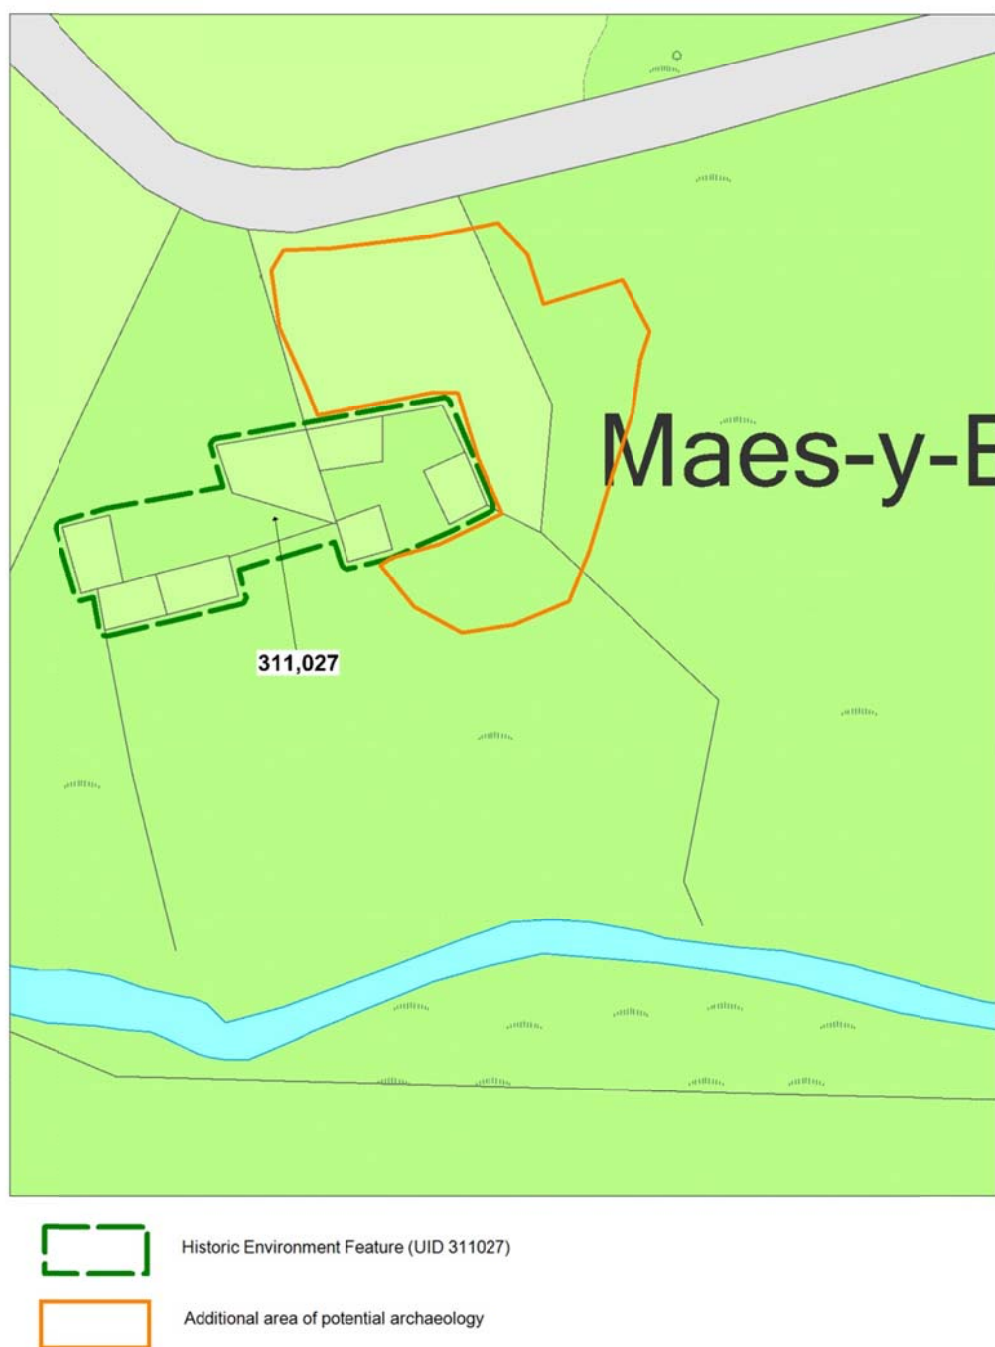 Maes-y-E
311,027
Historic Environment Feature (UID 311027)
Additional area of potential archaeology